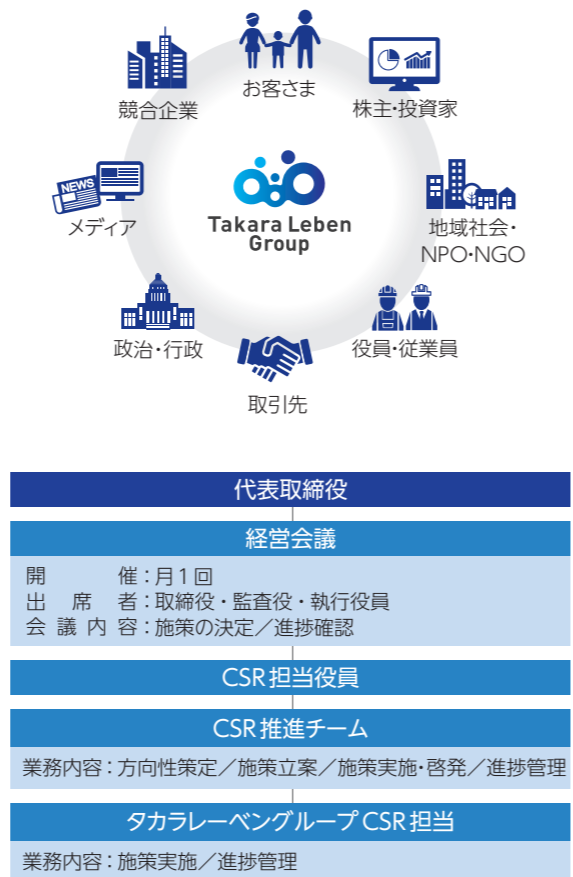 お客さま
競合企業
株主・投資家
NEWS
メディア
Takara Leben
Group
地域社会・
NPO・NGO
政治・行政
役員・従業員
取引先
代表取締役
経営会議
開催：月1回
出席者：取締役・監査役・執行役員
会議内容：施策の決定／進捗確認
CSR担当役員
CSR推進チーム
業務内容：方向性策定／施策立案／施策実施・啓発／進捗管理
タカラレーベングループCSR担当
業務内容：施策実施／進捗管理